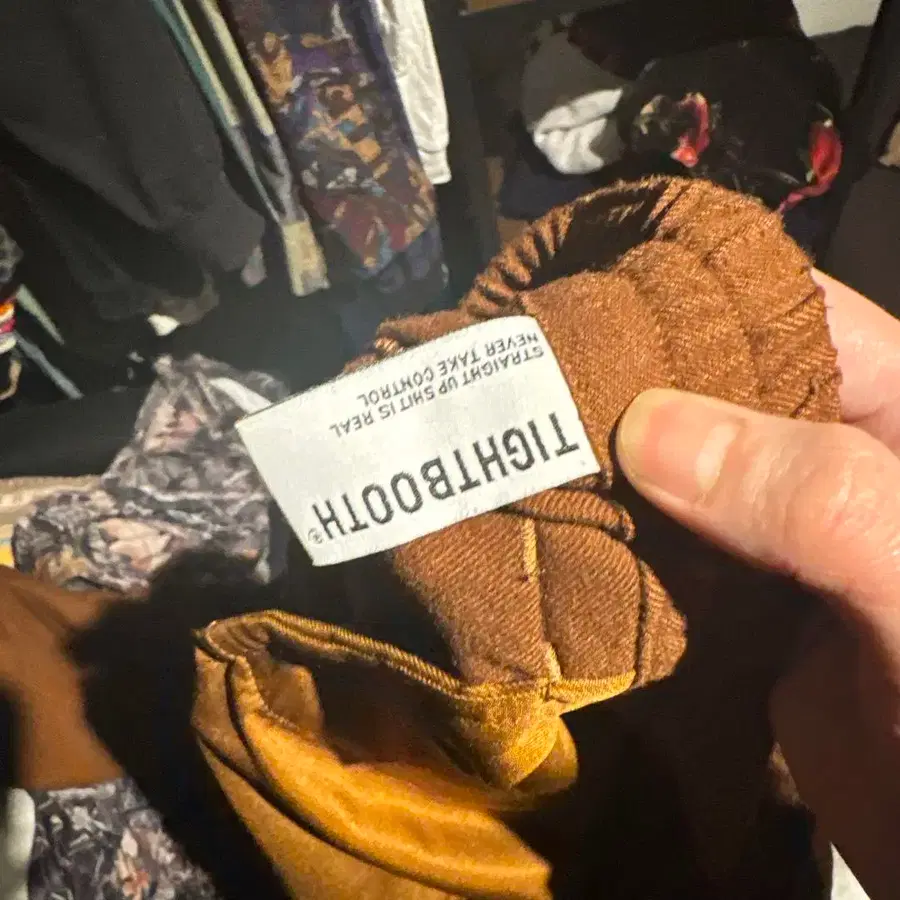 TIGHTBOOTH®
STRAIGHT UP SHIT IS REAL
NEVER TAKE CONTROL